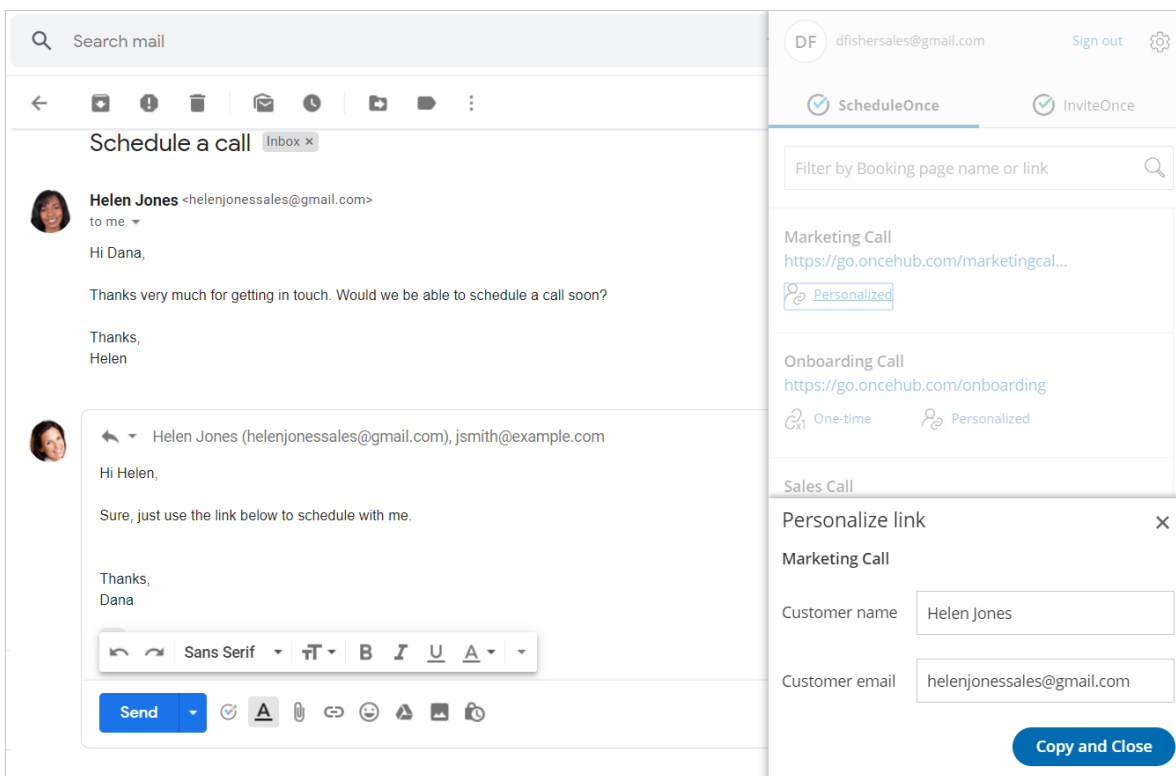 Search mail
Schedule a call Inbox ×
Helen Jones <helenjonessales@gmail.com>
to me
Hi Dana,
Thanks very much for getting in touch. Would we be able to schedule a call soon?
Thanks,
Helen
Helen Jones (helenjonessales@gmail.com), jsmith@example.com
Hi Helen,
Sure, just use the link below to schedule with me.
Thanks,
Dana
Sans Serif
Send
DF dfishersales@gmail.com Sign out
ScheduleOnce InviteOnce
Filter by Booking page name or link
Marketing Call
https://go.oncehub.com/marketingcal...
Personalized
Onboarding Call
https://go.oncehub.com/onboarding
x1 One-time Personalized
Sales Call
Personalize link
Marketing Call
Customer name Helen Jones
Customer email helenjonessales@gmail.com
Copy and Close